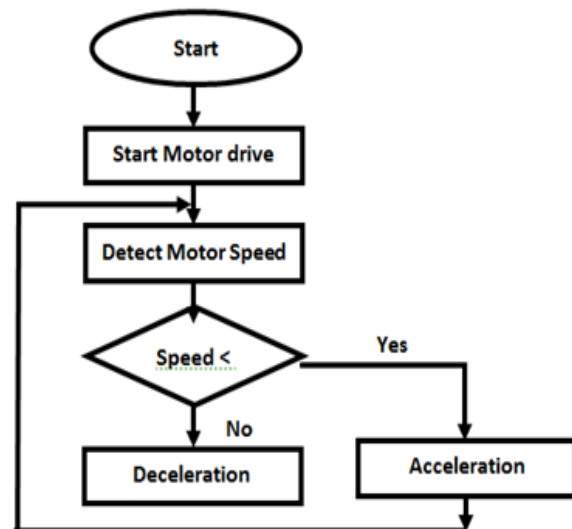 Start
Start Motor drive
Detect Motor Speed
Speed <
Yes
No
Deceleration
Acceleration